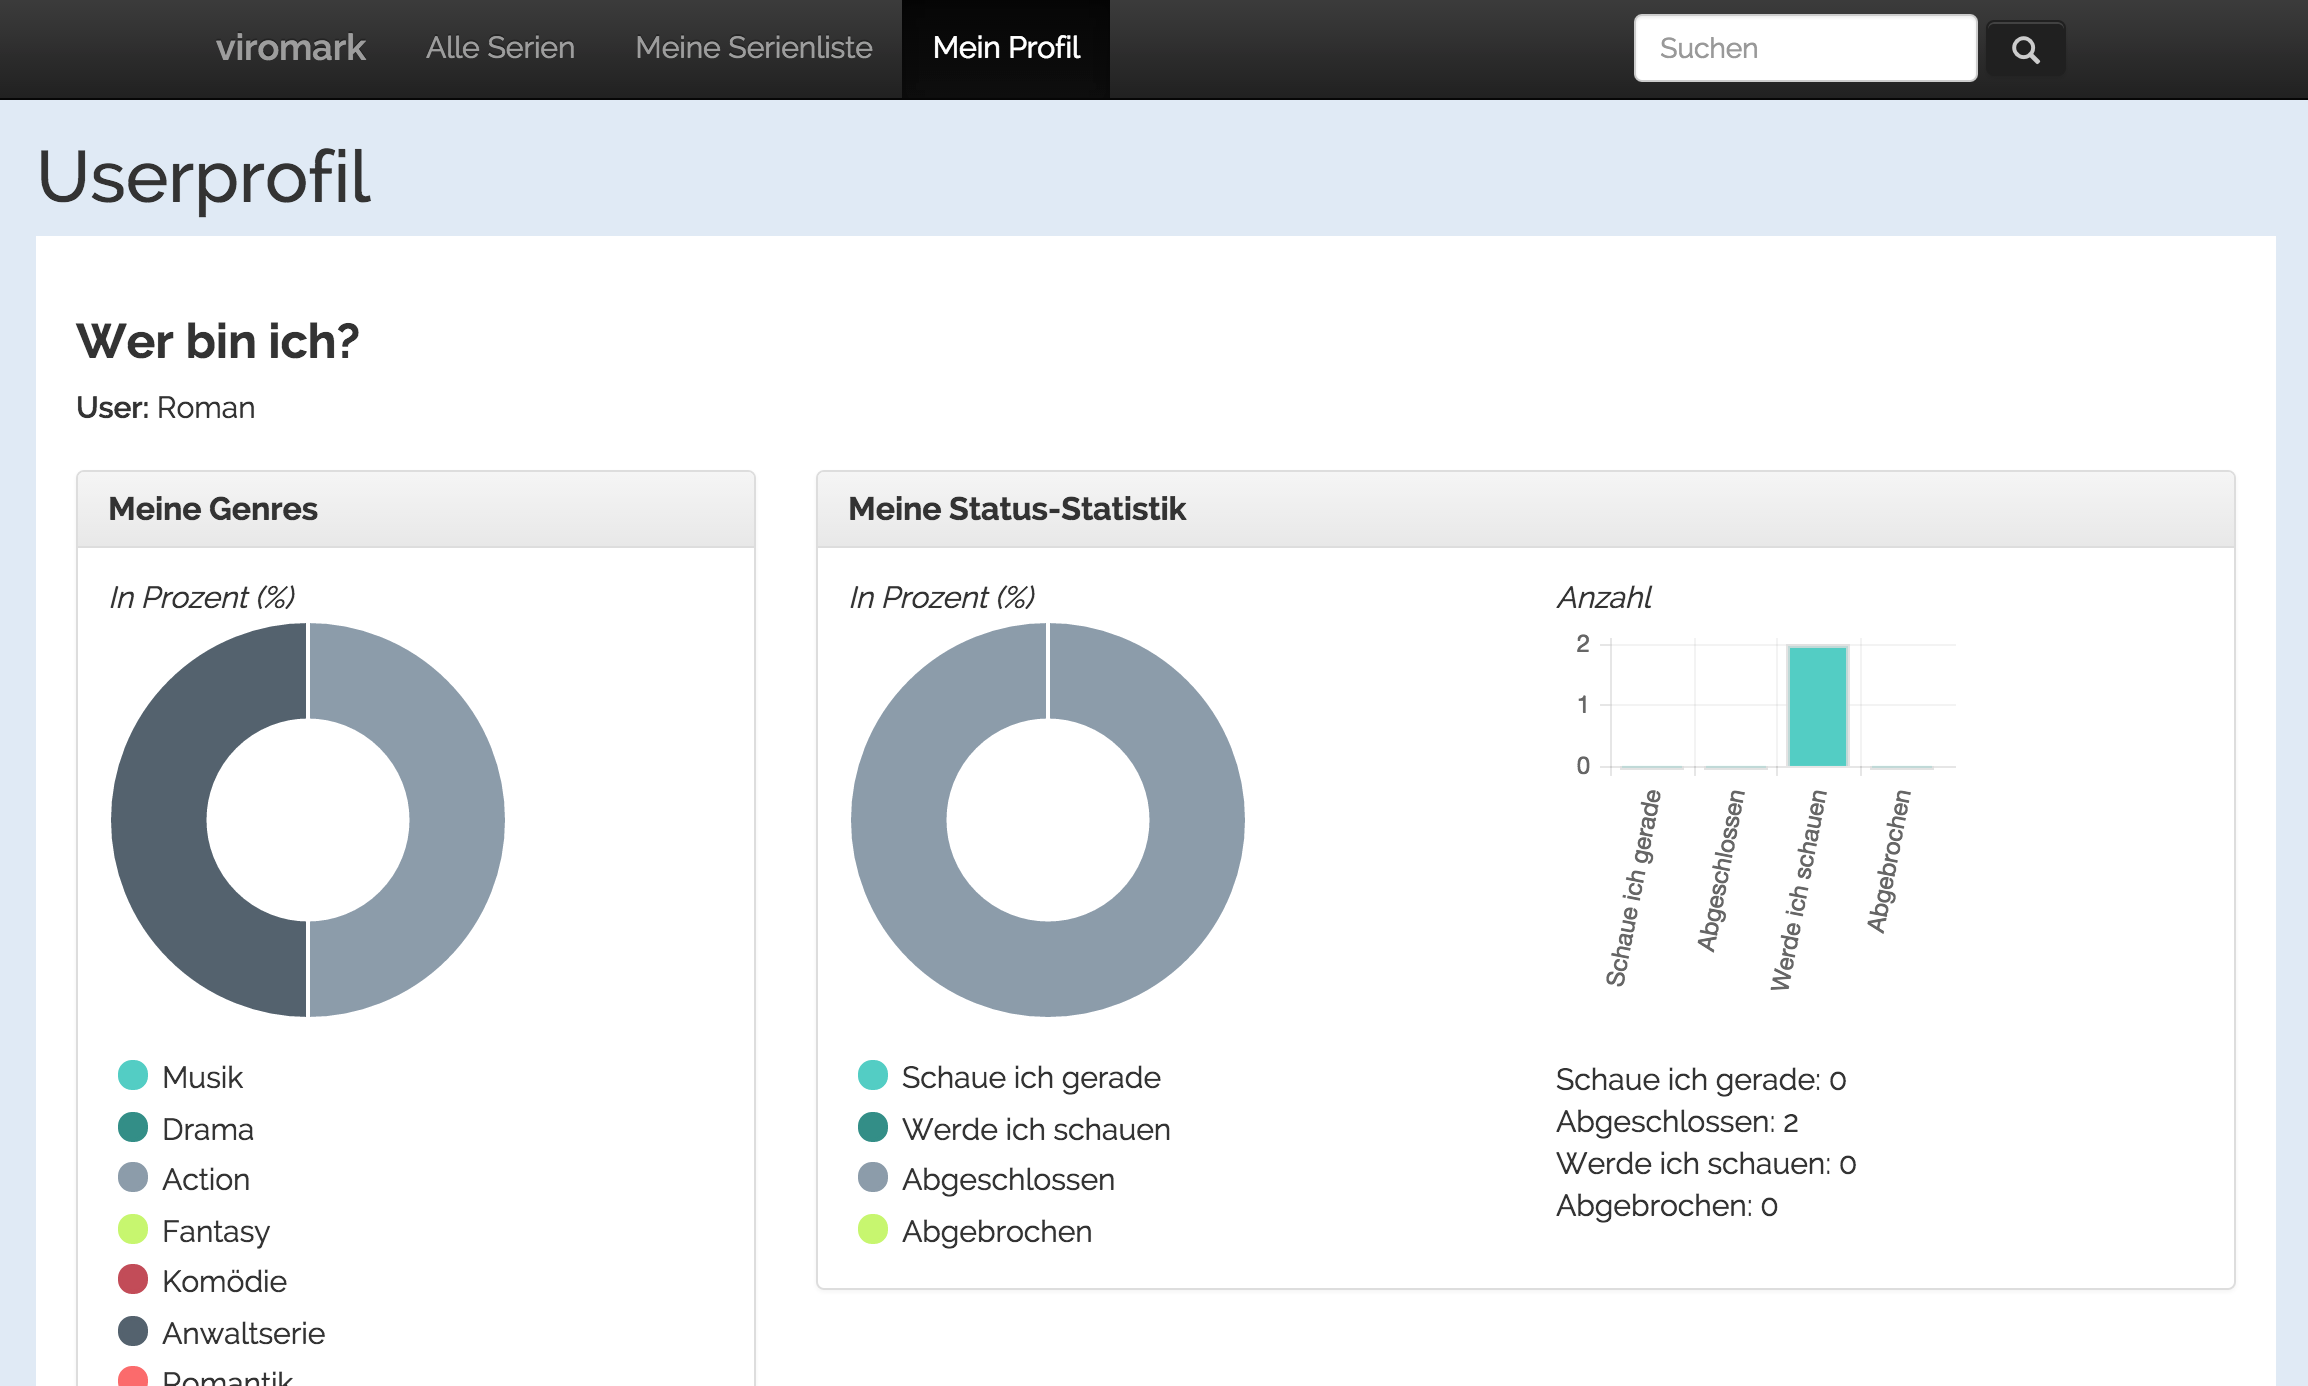 viromark Alle Serien Meine Serienliste Mein Profil Suchen
Userprofil
Wer bin ich?
User: Roman
Meine Genres
In Prozent (%)
Musik
Drama
Action
Fantasy
Komödie
Anwaltserie
Romantik
Meine Status-Statistik
In Prozent (%)
Schaue ich gerade
Werde ich schauen
Abgeschlossen
Abgebrochen
Anzahl
2
1
0
Schaue ich gerade
Abgeschlossen
Werde ich schauen
Abgebrochen
Schaue ich gerade: 0
Abgeschlossen: 2
Werde ich schauen: 0
Abgebrochen: 0